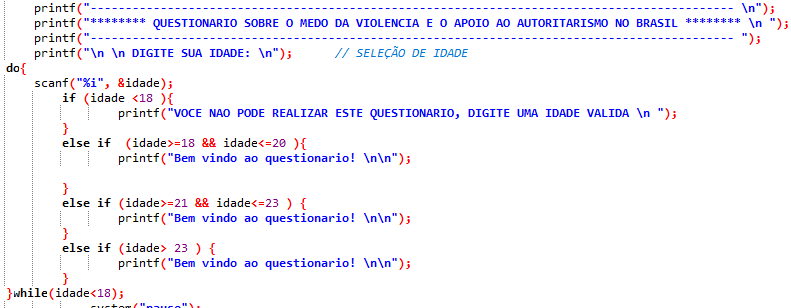 printf("------------------------------------------------------------------------------------------- \n");
printf("******** QUESTIONARIO SOBRE O MEDO DA VIOLENCIA E O APOIO AO AUTORITARISMO NO BRASIL ******** \n ");
printf("------------------------------------------------------------------------------------------- ");
printf("\n \n DIGITE SUA IDADE: \n"); // SELEÇÃO DE IDADE
do{
scanf("%i", &idade);
if (idade <18 ){
printf("VOCE NAO PODE REALIZAR ESTE QUESTIONARIO, DIGITE UMA IDADE VALIDA \n ");
}
else if (idade>=18 && idade<=20 ){
printf("Bem vindo ao questionario! \n\n");
}
else if (idade>=21 && idade<=23 ) {
printf("Bem vindo ao questionario! \n\n");
}
else if (idade> 23 ) {
printf("Bem vindo ao questionario! \n\n");
}
}while(idade<18);
system("pause");